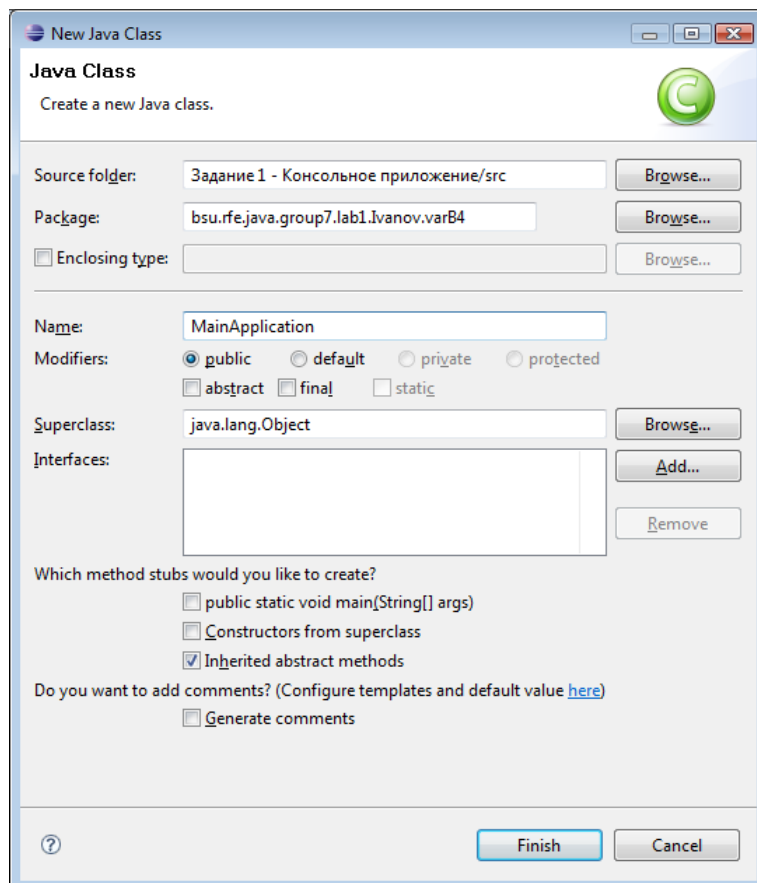 New Java Class
Java Class
Create a new Java class.
Source folder: Задание 1 - Консольное приложение/src Browse...
Package: bsu.rfe.java.group7.lab1.Ivanov.varB4 Browse...
Enclosing type: Browse...
Name: MainApplication
Modifiers: public default private protected
abstract final static
Superclass: java.lang.Object Browse...
Interfaces: Add...
Remove
Which method stubs would you like to create?
public static void main(String[] args)
Constructors from superclass
Inherited abstract methods
Do you want to add comments? (Configure templates and default value here)
Generate comments
Finish Cancel